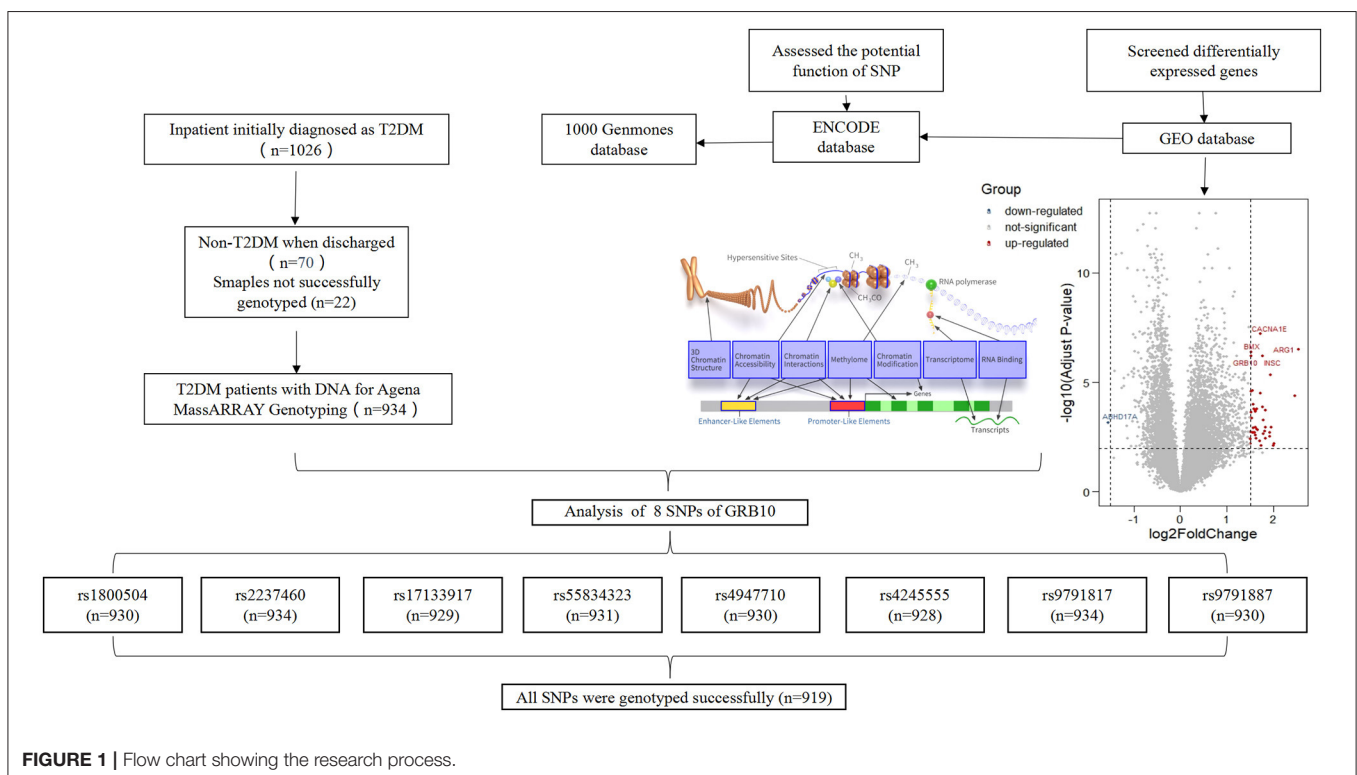 Assessed the potential
function of SNP
Screened differentially
expressed genes
Inpatient initially diagnosed as T2DM
( n=1026 )
1000 Genmones
database
ENCODE
database
GEO database
Non-T2DM when discharged
( n=70 )
Smaples not successfully
genotyped (n=22)
T2DM patients with DNA for Agena
MassARRAY Genotyping ( n=934 )
Group
down-regulated
not-significant
up-regulated
Hypersensitive Sites
CH3
CH3CO
CH3
RNA polymerase
3D
Chromatin
Structure
Chromatin
Accessibility
Chromatin
Interactions
Methylome
Chromatin
Modification
Transcriptome
RNA Binding
Genes
Enhancer-Like Elements
Promoter-Like Elements
Transcripts
-log10(Adjust P-value)
10
5
0
CACNA1E
BMX
ARG1
GRB10
INSC
ABHD17A
-1
0
1
2
log2FoldChange
Analysis of 8 SNPs of GRB10
rs1800504
(n=930)
rs2237460
(n=934)
rs17133917
(n=929)
rs55834323
(n=931)
rs4947710
(n=930)
rs4245555
(n=928)
rs9791817
(n=934)
rs9791887
(n=930)
All SNPs were genotyped successfully (n=919)
FIGURE 1 | Flow chart showing the research process.